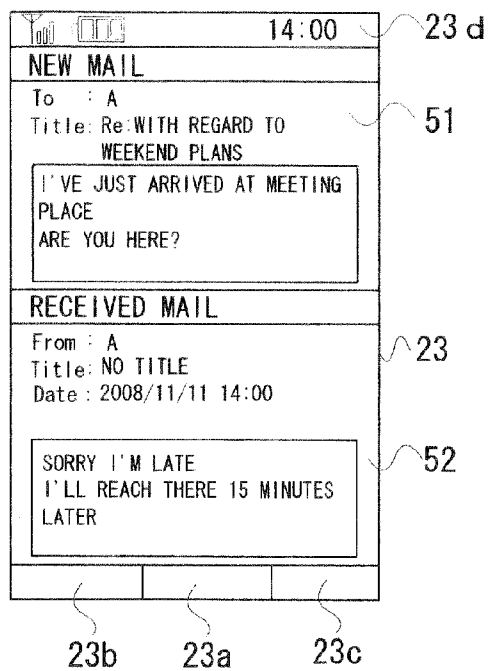 14:00 23d
NEW MAIL
To : A
51
Title: Re:WITH REGARD TO
WEEKEND PLANS
I'VE JUST ARRIVED AT MEETING
PLACE
ARE YOU HERE?
RECEIVED MAIL
From : A
23
Title: NO TITLE
Date : 2008/11/11 14:00
52
SORRY I'M LATE
I'LL REACH THERE 15 MINUTES
LATER
23b 23a 23c